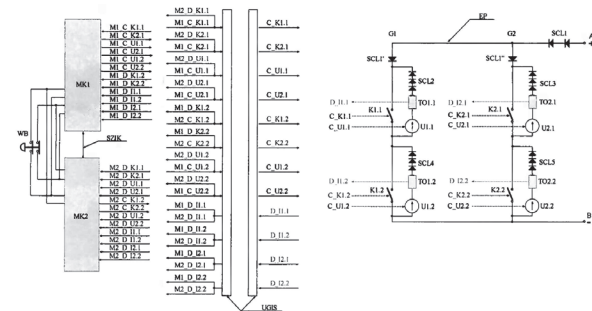 M1_C_K1.1
M1_C_K2.1
M1_C_U1.1
M1_C_U2.1
M1_C_U1.2
M1_C_U2.2
M1_D_K1.2
M1_D_K2.2
M1_D_I1.1
M1_D_I1.2
M1_D_I2.1
M1_D_I2.2
MK1
WB
SZIK
MK2
M2_D_K1.1
M2_D_K2.1
M2_D_U1.1
M2_D_U2.1
M2_C_K1.2
M2_C_K2.2
M2_D_U1.2
M2_D_U2.2
M2_D_I1.1
M2_D_I1.2
M2_D_I2.1
M2_D_I2.2
M2_D_K1.1
M1_C_K1.1
M2_D_K2.1
M1_C_K2.1
M2_D_U1.1
M1_C_U1.1
M2_D_U2.1
M1_C_U2.1
M1_D_K1.2
M2_C_K1.2
M1_D_K2.2
M2_C_K2.2
M2_D_U1.2
M1_C_U1.2
M2_D_U2.2
M1_C_U2.2
M1_D_I1.1
M2_D_I1.1
M1_D_I1.2
M2_D_I1.2
M1_D_I2.1
M2_D_I2.1
M1_D_I2.2
M2_D_I2.2
C_K1.1
C_K2.1
C_U1.1
C_U2.1
C_K1.2
C_K2.2
C_U1.2
C_U2.2
D_I1.1
D_I1.2
D_I2.1
D_I2.2
UGIS
EP
G1
G2
SCL1
A
+
SCL1'
SCL1"
SCL2
SCL3
D_I1.1
TO1.1
D_I2.1
TO2.1
K1.1
K2.1
C_K1.1
C_K2.1
C_U1.1
U1.1
C_U2.1
U2.1
SCL4
SCL5
D_I1.2
TO1.2
D_I2.2
TO2.2
K1.2
K2.2
C_K1.2
C_K2.2
C_U1.2
U1.2
C_U2.2
U2.2
B
-